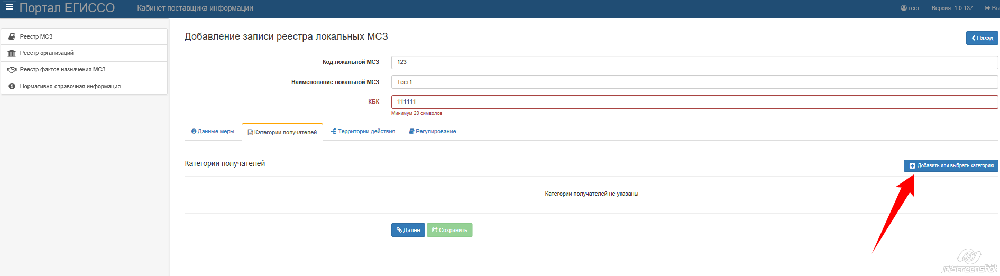 Портал ЕГИССО
Кабинет поставщика информации
тест
Версия: 1.0.187
Вы
Реестр МСЗ
Реестр организаций
Реестр фактов назначения МСЗ
Нормативно-справочная информация
Добавление записи реестра локальных МСЗ
Назад
Код локальной МСЗ
123
Наименование локальной МСЗ
Тест1
КБК
111111
Минимум 20 символов
Данные меры
Категории получателей
Территории действия
Регулирование
Категории получателей
Добавить или выбрать категорию
Категории получателей не указаны
Далее
Сохранить
jetScreenshot.com